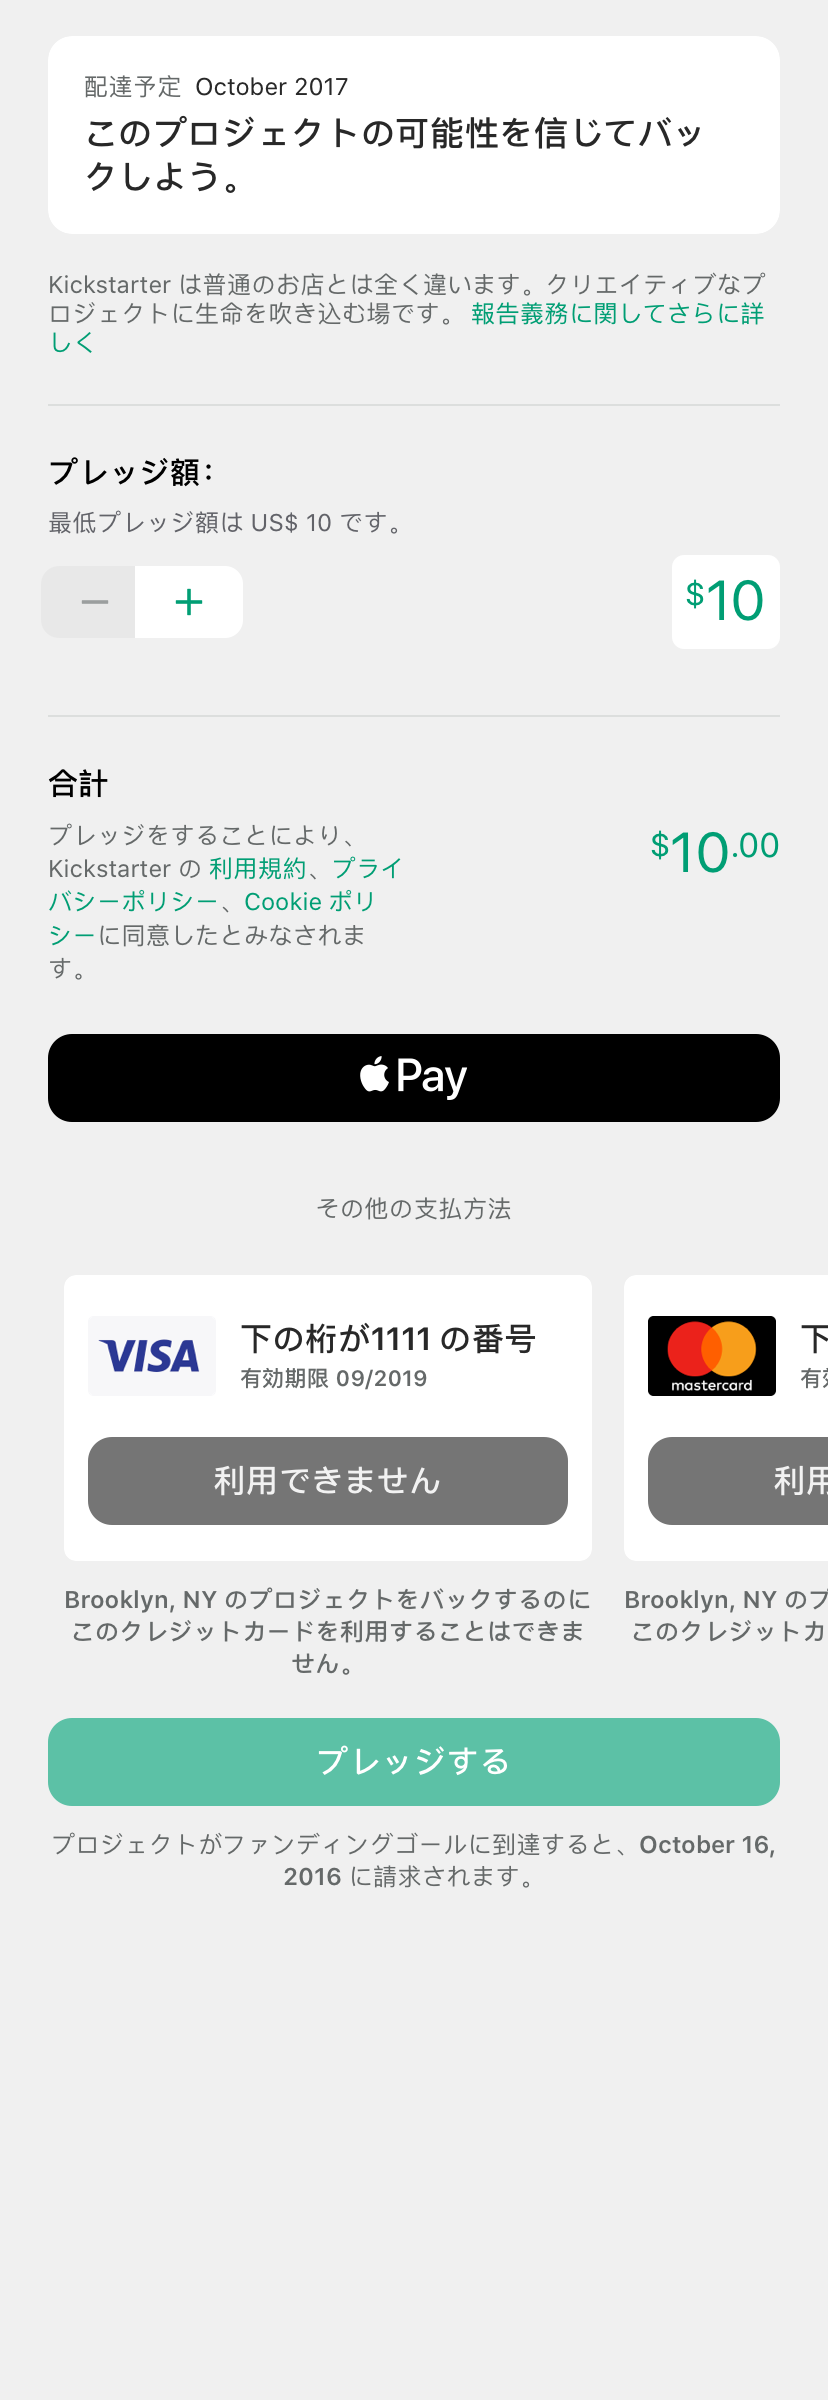 配達予定 October 2017
このプロジェクトの可能性を信じてバッ
クしよう。
Kickstarter は普通のお店とは全く違います。クリエイティブなプ
ロジェクトに生命を吹き込む場です。 報告義務に関してさらに詳
しく
プレッジ額:
最低プレッジ額は US$ 10 です。
− +
$10
合計
プレッジをすることにより、
Kickstarter の 利用規約、プライ
バシーポリシー、Cookie ポリ
シーに同意したとみなされま
す。
$10.00
Pay
その他の支払方法
VISA
下の桁が1111 の番号
有効期限 09/2019
利用できません
Brooklyn, NY のプロジェクトをバックするのに
このクレジットカードを利用することはできま
せん。
mastercard
下
有
利用
Brooklyn, NY のプ
このクレジットカ
プレッジする
プロジェクトがファンディングゴールに到達すると、October 16,
2016 に請求されます。